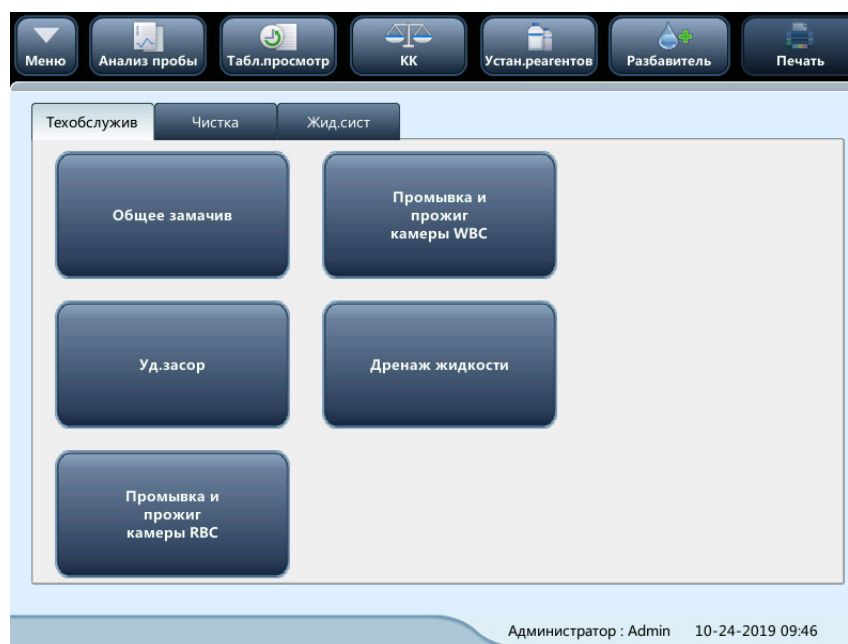 Меню Анализ пробы Табл.просмотр КК Устан.реагентов Разбавитель Печать
Техобслужив Чистка Жид.сист
Общее замачив
Промывка и
прожиг
камеры WBC
Уд.засор
Дренаж жидкости
Промывка и
прожиг
камеры RBC
Администратор : Admin 10-24-2019 09:46